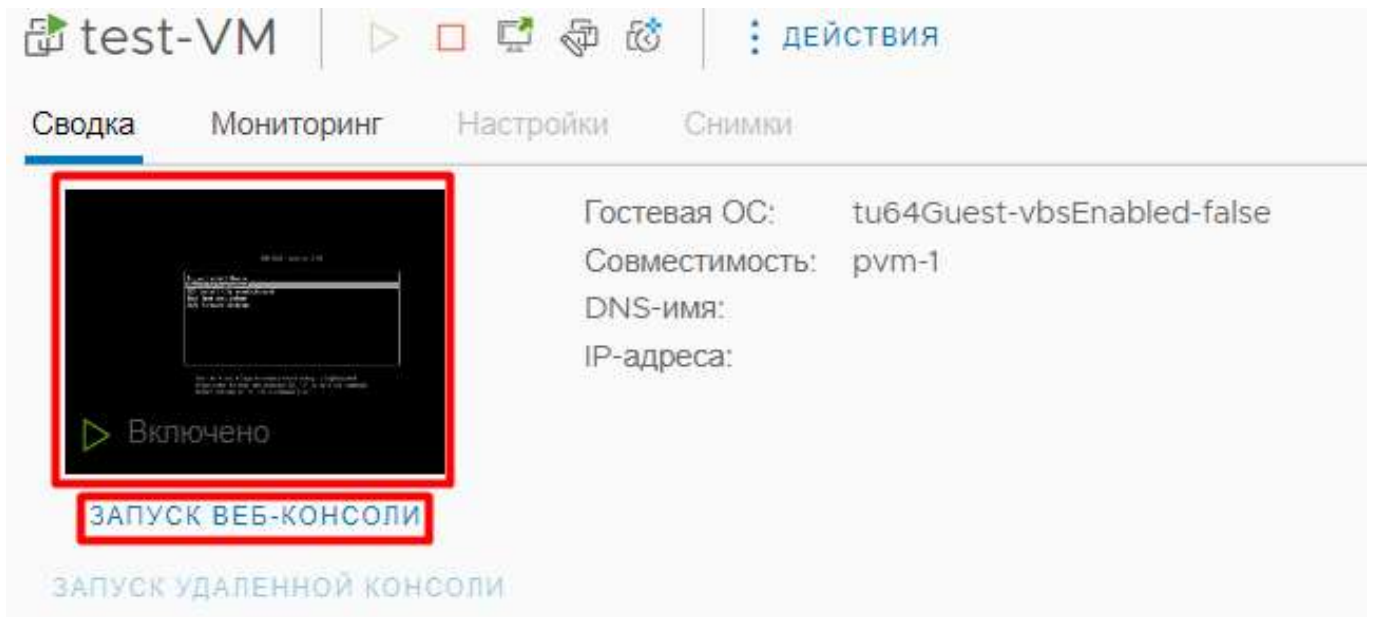 test-VM ДЕЙСТВИЯ
Сводка Мониторинг Настройки Снимки
Гостевая ОС: tu64Guest-vbsEnabled-false
Совместимость: pvm-1
DNS-имя:
IP-адреса:
Включено
ЗАПУСК ВЕБ-КОНСОЛИ
ЗАПУСК УДАЛЕННОЙ КОНСОЛИ